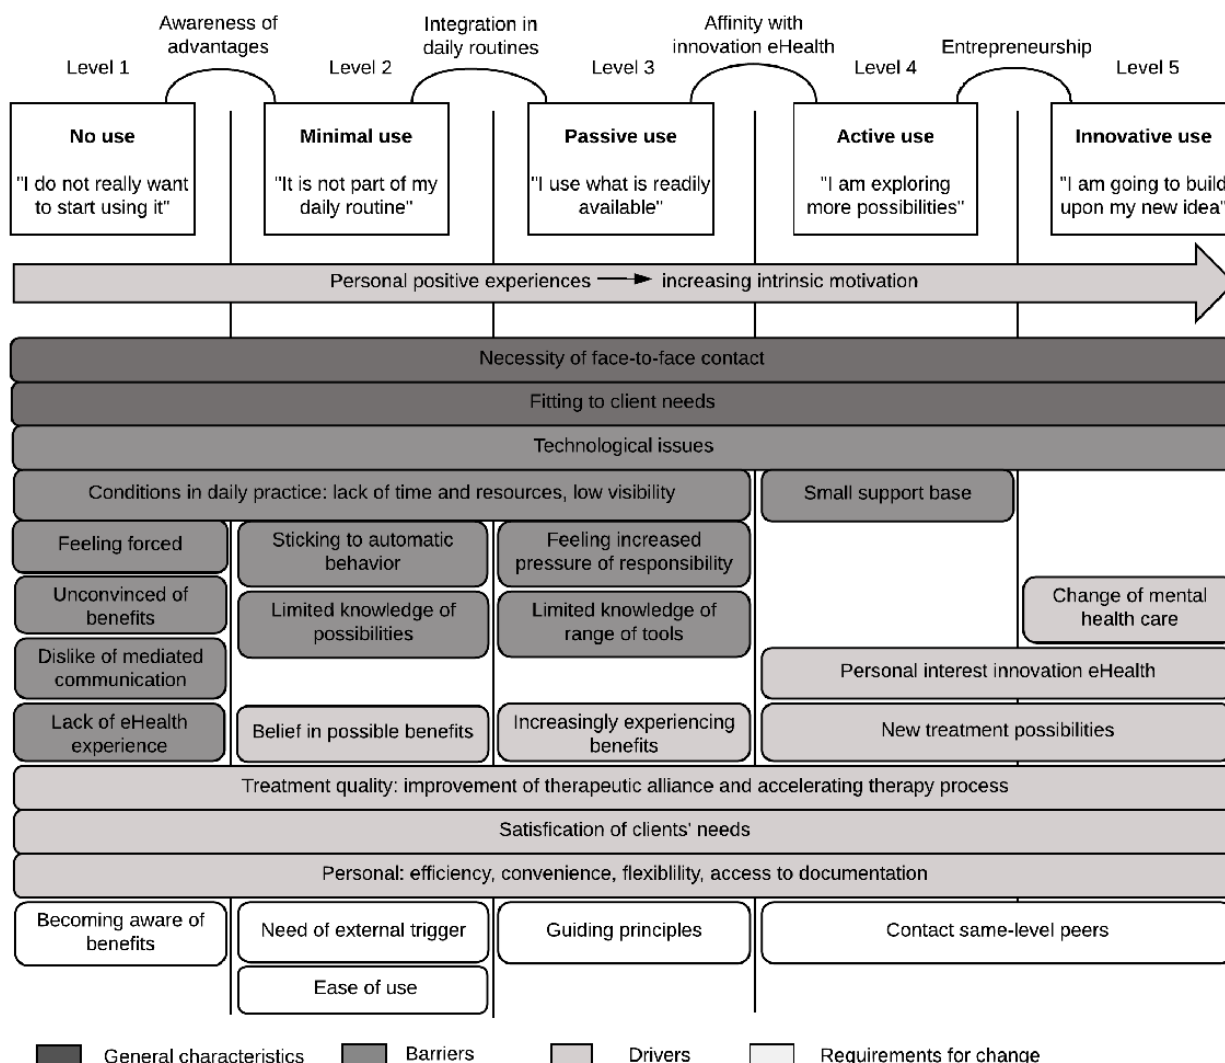 Awareness of
advantages
Integration in
daily routines
Affinity with
innovation eHealth
Entrepreneurship
Level 1
Level 2
Level 3
Level 4
Level 5
No use
"I do not really want
to start using it"
Minimal use
"It is not part of my
daily routine"
Passive use
"I use what is readily
available"
Active use
"I am exploring
more possibilities"
Innovative use
"I am going to build
upon my new idea"
Personal positive experiences → increasing intrinsic motivation
Necessity of face-to-face contact
Fitting to client needs
Technological issues
Conditions in daily practice: lack of time and resources, low visibility
Small support base
Feeling forced
Sticking to automatic
behavior
Feeling increased
pressure of responsibility
Unconvinced of
benefits
Limited knowledge of
possibilities
Limited knowledge of
range of tools
Change of mental
health care
Dislike of mediated
communication
Personal interest innovation eHealth
Lack of eHealth
experience
Belief in possible benefits
Increasingly experiencing
benefits
New treatment possibilities
Treatment quality: improvement of therapeutic alliance and accelerating therapy process
Satisfication of clients' needs
Personal: efficiency, convenience, flexiblility, access to documentation
Becoming aware of
benefits
Need of external trigger
Guiding principles
Contact same-level peers
Ease of use
General characteristics
Barriers
Drivers
Requirements for change